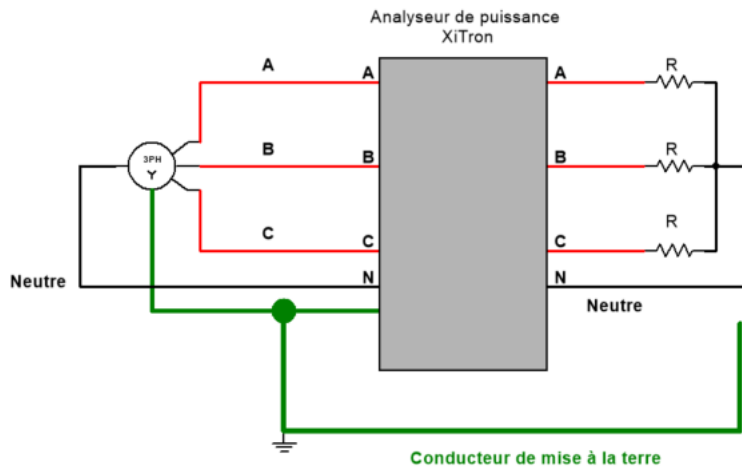 Analyseur de puissance
XiTron
A
A
A
R
3PH
Y
B
B
B
R
C
C
C
R
Neutre
N
N
Neutre
Conducteur de mise à la terre